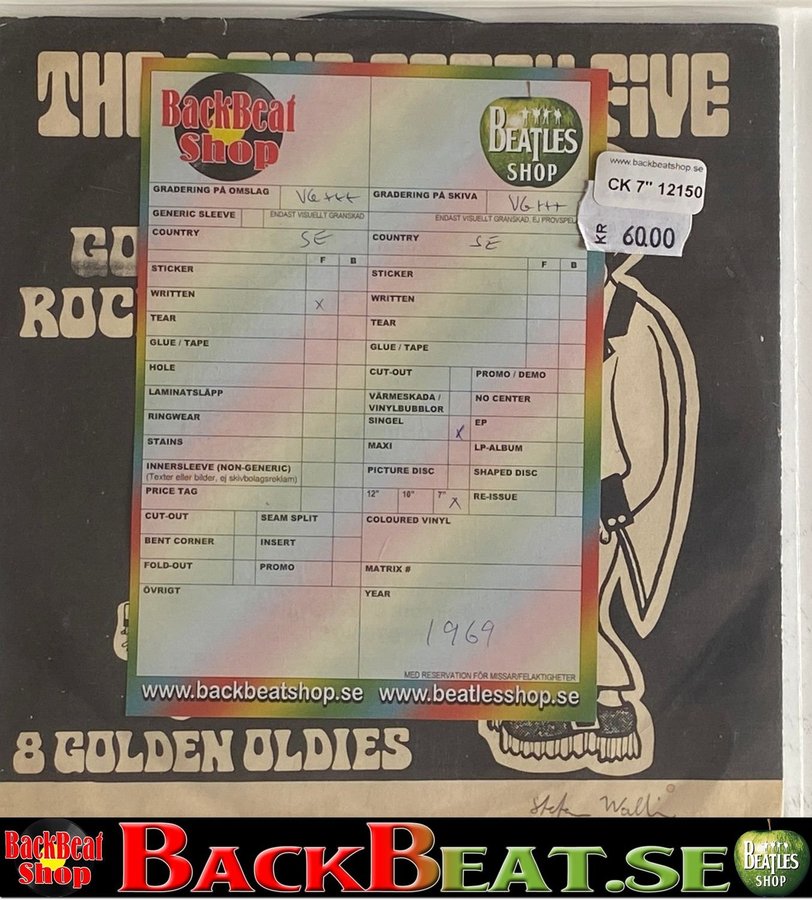 FiVE
BackBeat
Shop
BEATLES
SHOP
www.backbeatshop.se
CK 7" 12150
KR 60.00
GRADERING PÅ OMSLAG VG+++
GRADERING PÅ SKIVA VG+++
GENERIC SLEEVE ENDAST VISUELLT GRANSKAD
ENDAST VISUELLT GRANSKAD, EJ PROVSPEL
COUNTRY SE
COUNTRY SE
F B
F B
STICKER
STICKER
WRITTEN x
WRITTEN
TEAR
TEAR
GLUE / TAPE
GLUE / TAPE
HOLE
CUT-OUT PROMO / DEMO
LAMINATSLÄPP
VÄRMESKADA /
VINYLBUBBLOR
NO CENTER
RINGWEAR
SINGEL x EP
STAINS
MAXI LP-ALBUM
INNERSLEEVE (NON-GENERIC)
(Texter eller bilder, ej skivbolagsreklam)
PICTURE DISC SHAPED DISC
PRICE TAG
12" 10" 7" x RE-ISSUE
CUT-OUT SEAM SPLIT
COLOURED VINYL
BENT CORNER INSERT
FOLD-OUT PROMO
MATRIX #
ÖVRIGT
YEAR
1969
MED RESERVATION FÖR MISSAR/FELAKTIGHETER
www.backbeatshop.se www.beatlesshop.se
8 GOLDEN OLDiES
Stefan Wallin
BackBeat
Shop
BACKBEAT.SE
BEATLES
SHOP